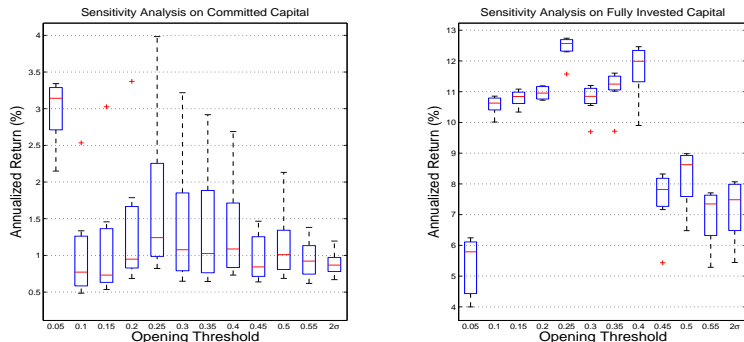 Sensitivity Analysis on Committed Capital
Annualized Return (%)
4
3.5
3
2.5
2
1.5
1
0.5
0.05 0.1 0.15 0.2 0.25 0.3 0.35 0.4 0.45 0.5 0.55 2σ
Opening Threshold
Sensitivity Analysis on Fully Invested Capital
Annualized Return (%)
13
12
11
10
9
8
7
6
5
4
0.05 0.1 0.15 0.2 0.25 0.3 0.35 0.4 0.45 0.5 0.55 2σ
Opening Threshold